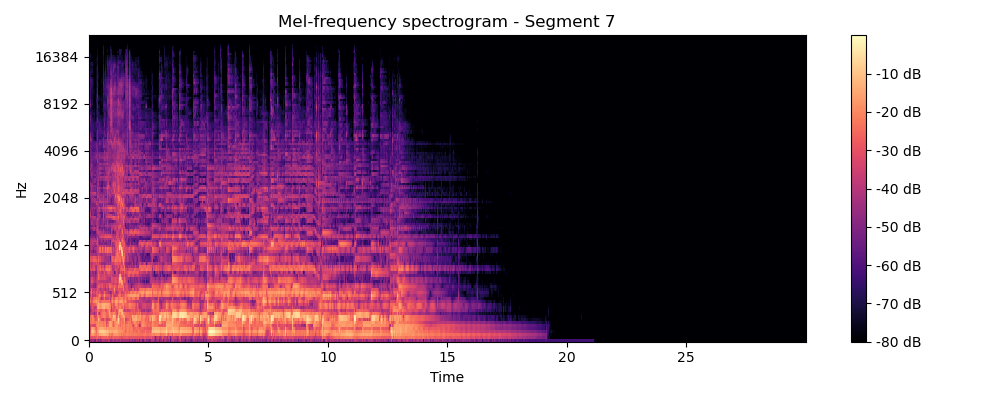 Mel-frequency spectrogram - Segment 7
Hz
16384
8192
4096
2048
1024
512
0
0 5 10 15 20 25
Time
-10 dB
-20 dB
-30 dB
-40 dB
-50 dB
-60 dB
-70 dB
-80 dB